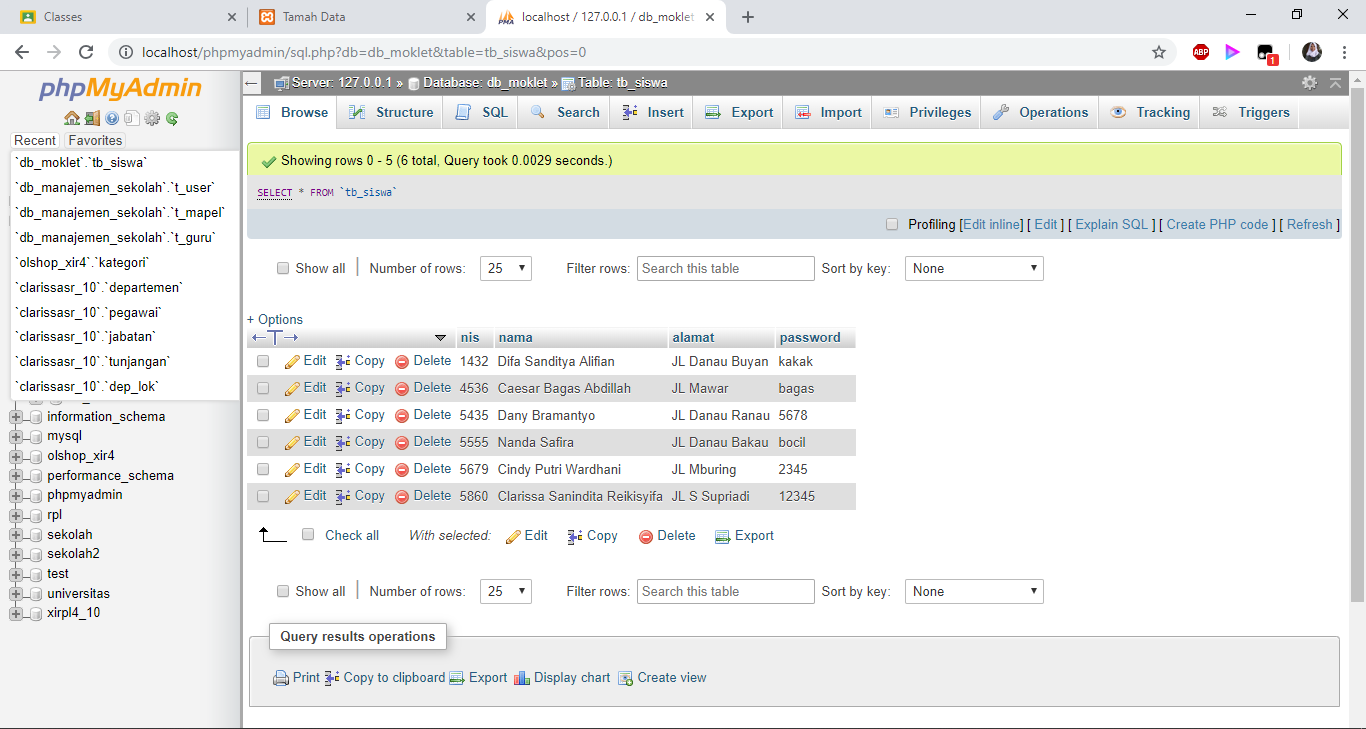 Classes
Tamah Data
localhost / 127.0.0.1 / db_moklet
localhost/phpmyadmin/sql.php?db=db_moklet&table=tb_siswa&pos=0
ABP
1
phpMyAdmin
Recent Favorites
`db_moklet`.`tb_siswa`
`db_manajemen_sekolah`.`t_user`
`db_manajemen_sekolah`.`t_mapel`
`db_manajemen_sekolah`.`t_guru`
`olshop_xir4`.`kategori`
`clarissasr_10`.`departemen`
`clarissasr_10`.`pegawai`
`clarissasr_10`.`jabatan`
`clarissasr_10`.`tunjangan`
`clarissasr_10`.`dep_lok`
information_schema
mysql
olshop_xir4
performance_schema
phpmyadmin
rpl
sekolah
sekolah2
test
universitas
xirpl4_10
Server: 127.0.0.1 » Database: db_moklet » Table: tb_siswa
Browse Structure SQL Search Insert Export Import Privileges Operations Tracking Triggers
Showing rows 0 - 5 (6 total, Query took 0.0029 seconds.)
SELECT * FROM `tb_siswa`
Profiling [Edit inline] [ Edit ] [ Explain SQL ] [ Create PHP code ] [ Refresh ]
Show all Number of rows: 25 Filter rows: Search this table Sort by key: None
+ Options
nis nama alamat password
Edit Copy Delete 1432 Difa Sanditya Alifian JL Danau Buyan kakak
Edit Copy Delete 4536 Caesar Bagas Abdillah JL Mawar bagas
Edit Copy Delete 5435 Dany Bramantyo JL Danau Ranau 5678
Edit Copy Delete 5555 Nanda Safira JL Danau Bakau bocil
Edit Copy Delete 5679 Cindy Putri Wardhani JL Mburing 2345
Edit Copy Delete 5860 Clarissa Sanindita Reikisyifa JL S Supriadi 12345
Check all With selected: Edit Copy Delete Export
Show all Number of rows: 25 Filter rows: Search this table Sort by key: None
Query results operations
Print Copy to clipboard Export Display chart Create view